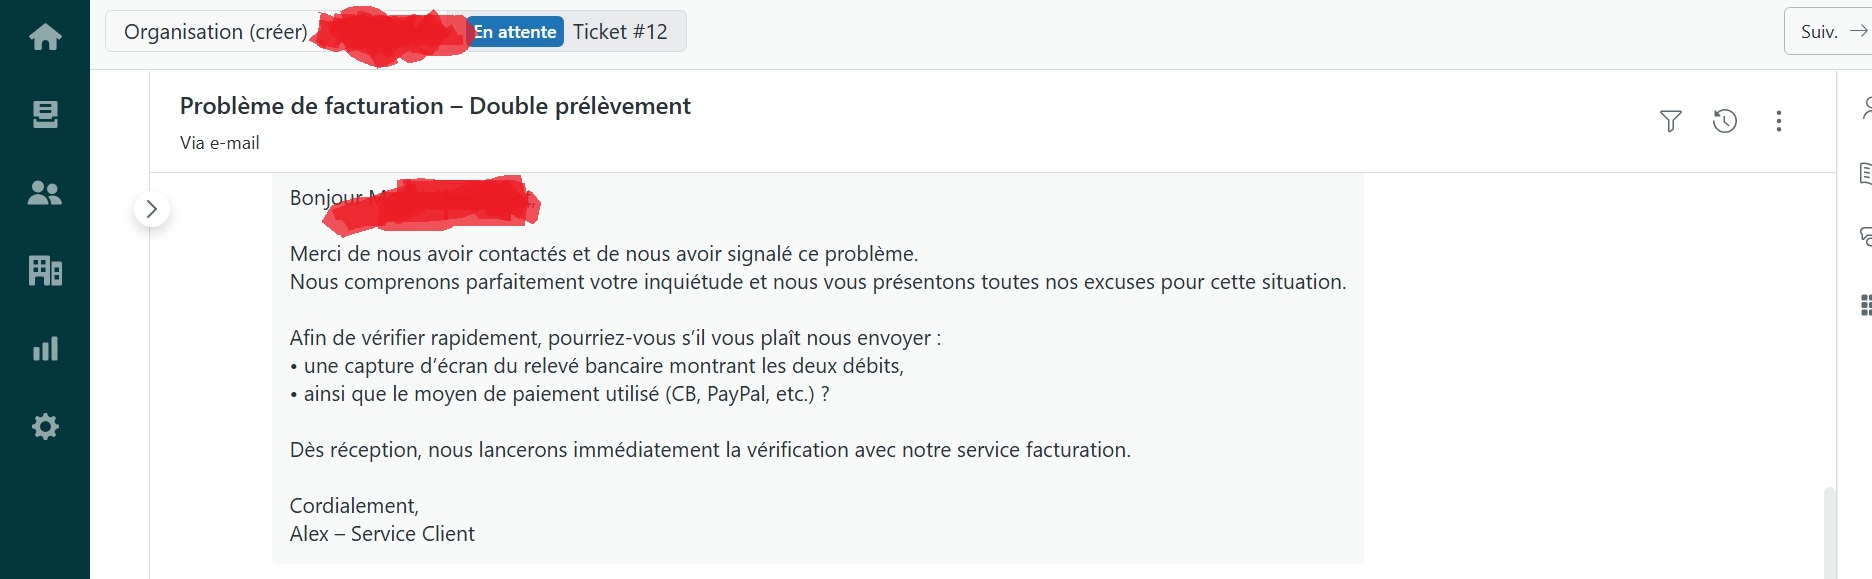 Organisation (créer)
En attente
Ticket #12
Suiv.
Problème de facturation – Double prélèvement
Via e-mail
Bonjour
Merci de nous avoir contactés et de nous avoir signalé ce problème.
Nous comprenons parfaitement votre inquiétude et nous vous présentons toutes nos excuses pour cette situation.
Afin de vérifier rapidement, pourriez-vous s’il vous plaît nous envoyer :
• une capture d’écran du relevé bancaire montrant les deux débits,
• ainsi que le moyen de paiement utilisé (CB, PayPal, etc.) ?
Dès réception, nous lancerons immédiatement la vérification avec notre service facturation.
Cordialement,
Alex – Service Client